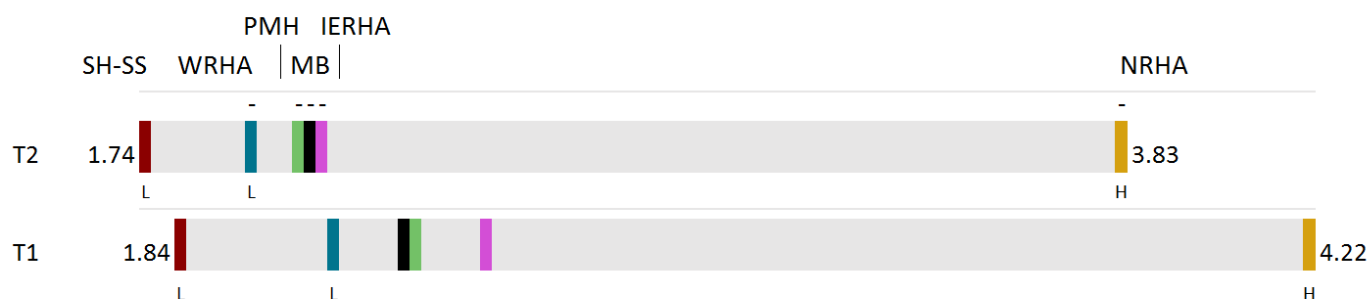 PMH IERHA
SH-SS WRHA MB NRHA
- - - - -
T2 1.74 3.83
L L H
T1 1.84 4.22
L L H